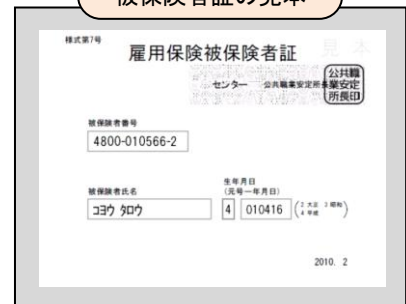 被保険者証の見本
様式第7号
雇用保険被保険者証
見本
センター 公共職業安定所長
公共職
業安定
所長印
被保険者番号
4800-010566-2
被保険者氏名
生年月日
(元号－年月日)
コヨウ タロウ
4 010416
2 大正 3 昭和
4 平成
2010. 2